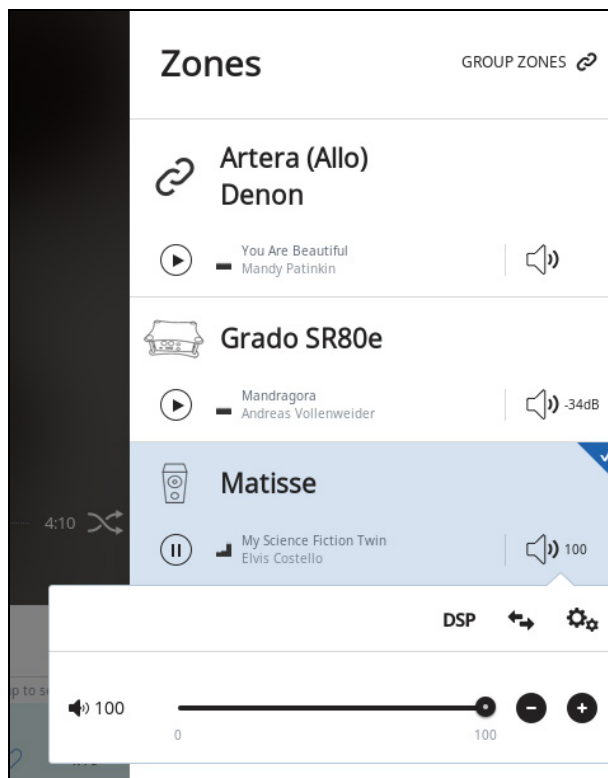 Zones
GROUP ZONES
Artera (Allo)
Denon
You Are Beautiful
Mandy Patinkin
Grado SR80e
Mandragora
Andreas Vollenweider
-34dB
Matisse
4:10
My Science Fiction Twin
Elvis Costello
100
DSP
100
0
100